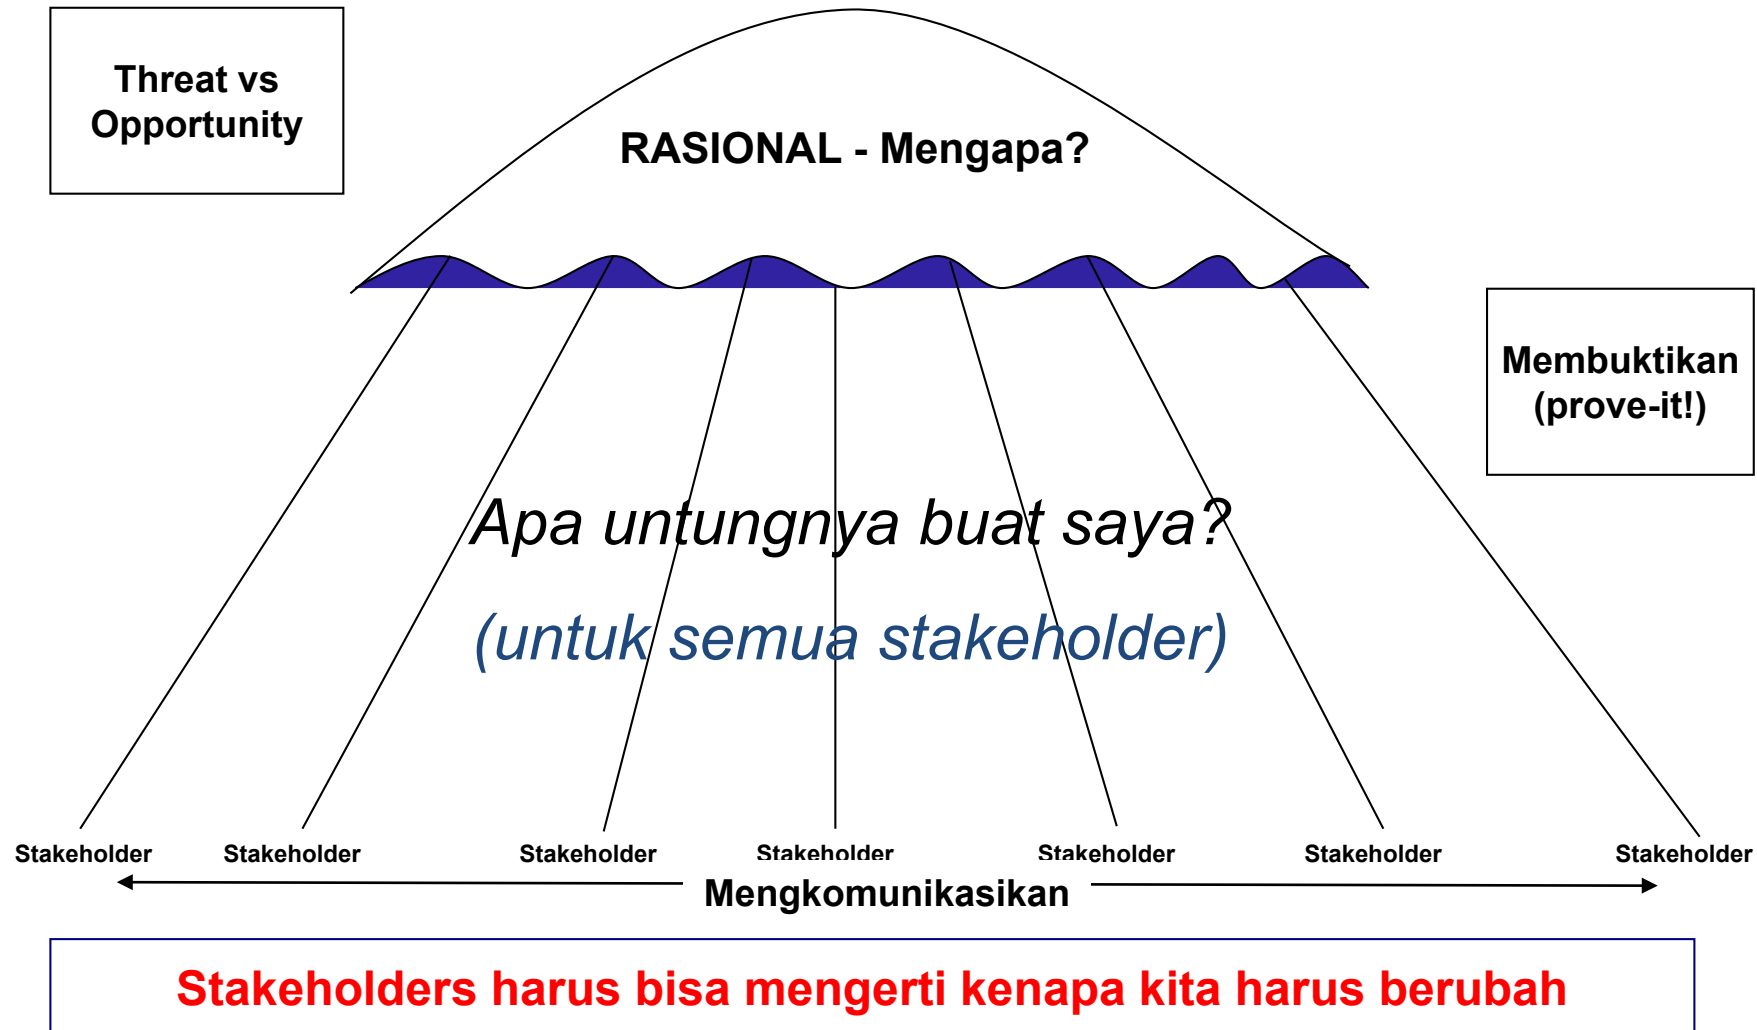 Threat vs
Opportunity
RASIONAL - Mengapa?
Membuktikan
(prove-it!)
Apa untungnya buat saya?
(untuk semua stakeholder)
Stakeholder Stakeholder Stakeholder Stakeholder Stakeholder Stakeholder Stakeholder
Mengkomunikasikan
Stakeholders harus bisa mengerti kenapa kita harus berubah